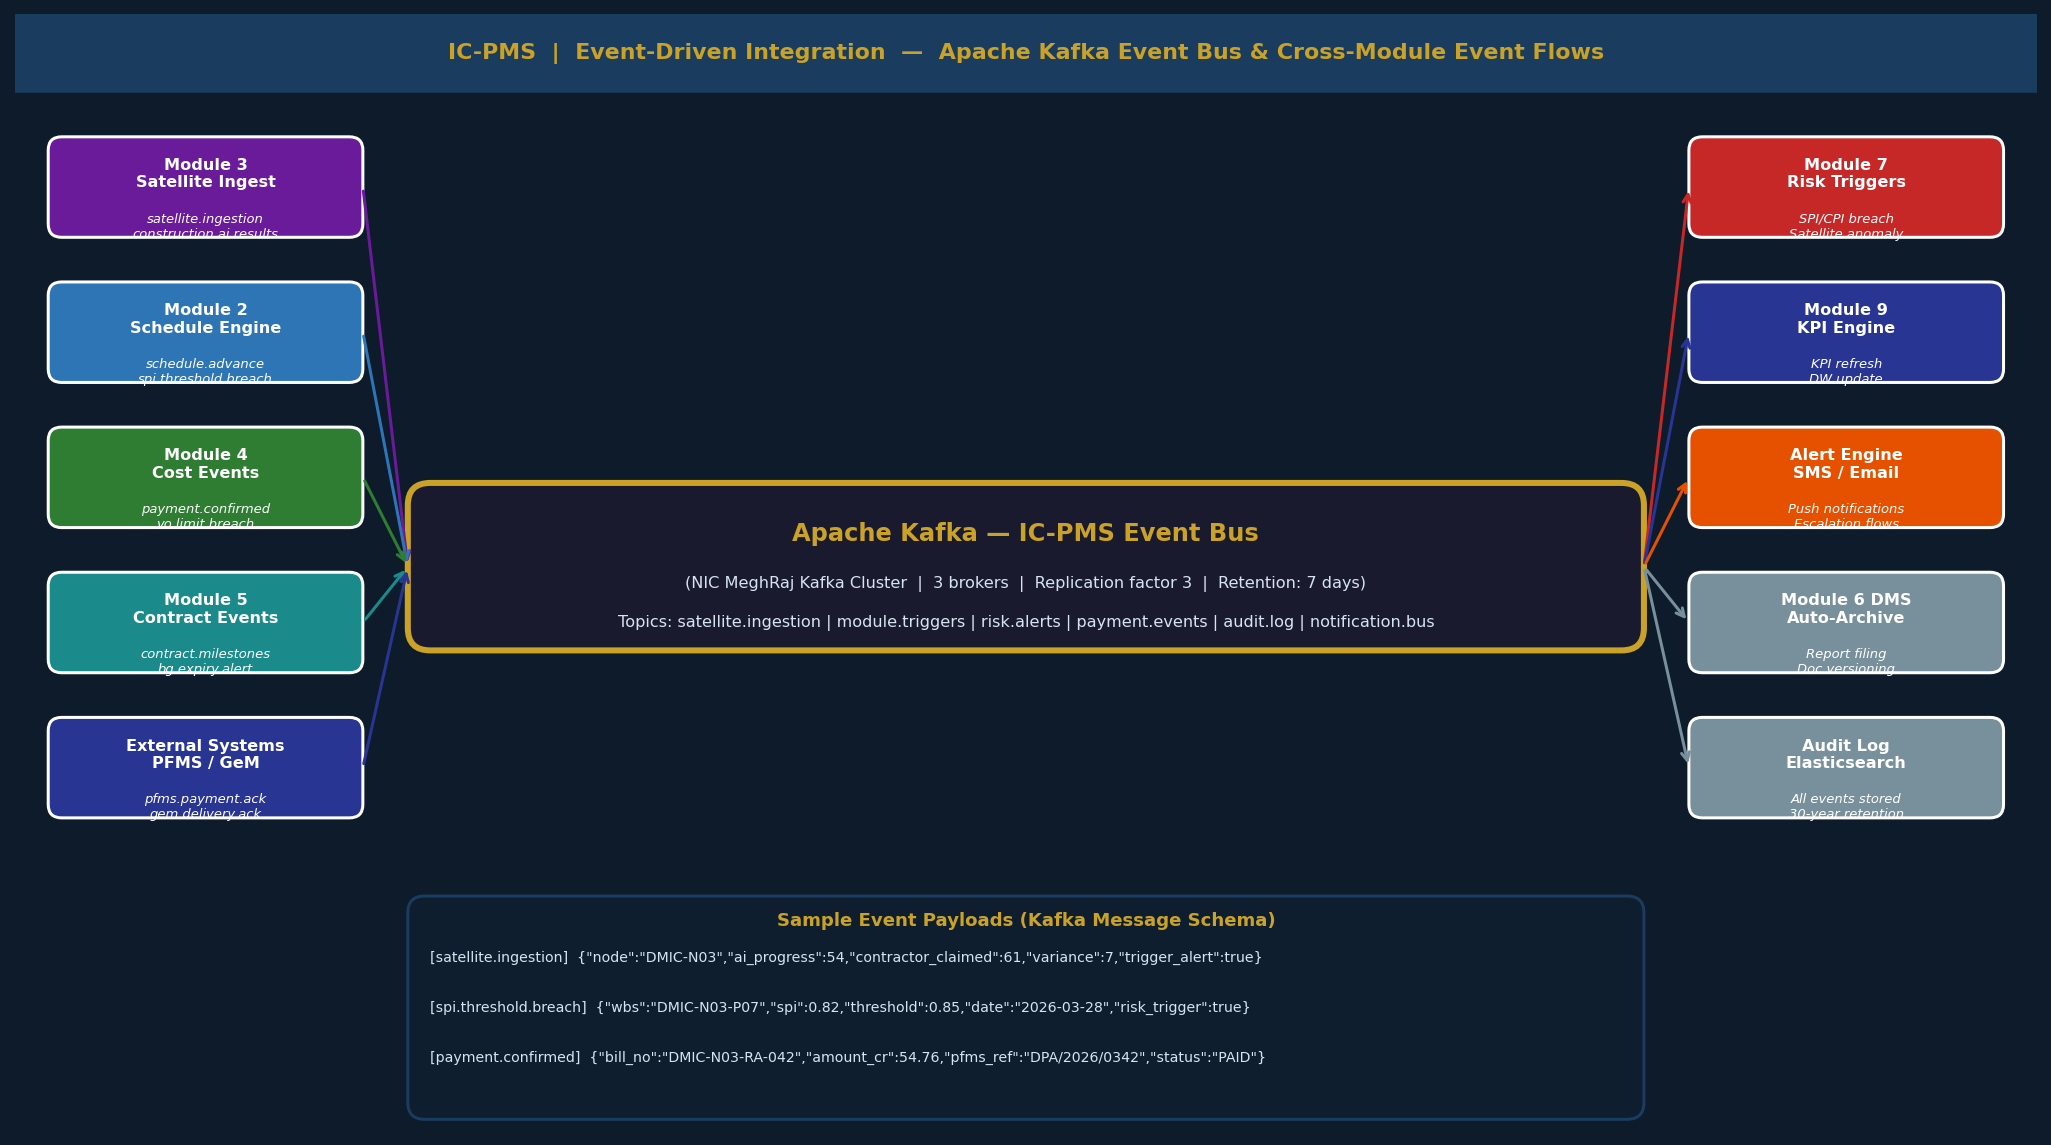 IC-PMS | Event-Driven Integration — Apache Kafka Event Bus & Cross-Module Event Flows
Module 3
Satellite Ingest
satellite.ingestion
construction.ai.results
Module 2
Schedule Engine
schedule.advance
spi.threshold.breach
Module 4
Cost Events
payment.confirmed
vo.limit.breach
Module 5
Contract Events
contract.milestones
bg.expiry.alert
External Systems
PFMS / GeM
pfms.payment.ack
gem.delivery.ack
Apache Kafka — IC-PMS Event Bus
(NIC MeghRaj Kafka Cluster | 3 brokers | Replication factor 3 | Retention: 7 days)
Topics: satellite.ingestion | module.triggers | risk.alerts | payment.events | audit.log | notification.bus
Module 7
Risk Triggers
SPI/CPI breach
Satellite anomaly
Module 9
KPI Engine
KPI refresh
DW update
Alert Engine
SMS / Email
Push notifications
Escalation flows
Module 6 DMS
Auto-Archive
Report filing
Doc versioning
Audit Log
Elasticsearch
All events stored
30-year retention
Sample Event Payloads (Kafka Message Schema)
[satellite.ingestion] {"node":"DMIC-N03","ai_progress":54,"contractor_claimed":61,"variance":7,"trigger_alert":true}
[spi.threshold.breach] {"wbs":"DMIC-N03-P07","spi":0.82,"threshold":0.85,"date":"2026-03-28","risk_trigger":true}
[payment.confirmed] {"bill_no":"DMIC-N03-RA-042","amount_cr":54.76,"pfms_ref":"DPA/2026/0342","status":"PAID"}